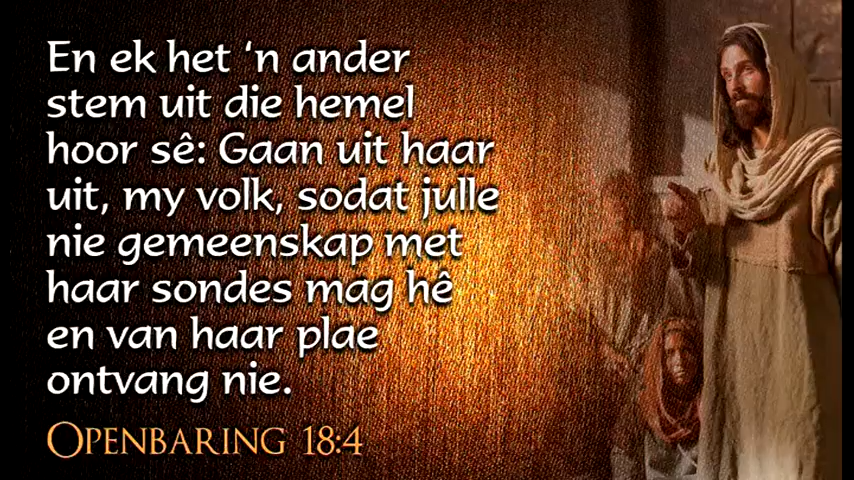 En ek het ‘n ander
stem uit die hemel
hoor sê: Gaan uit haar
uit, my volk, sodat julle
nie gemeenskap met
haar sondes mag hê
en van haar plae
ontvang nie.
OPENBARING 18:4